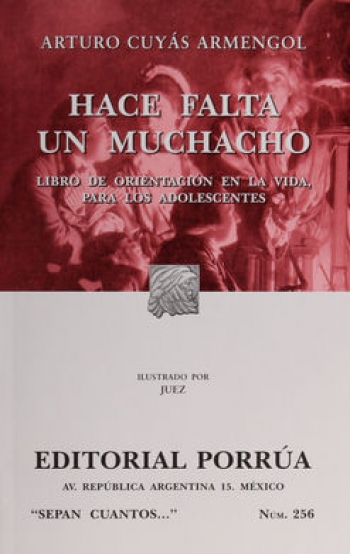 ARTURO CUYÁS ARMENGOL
HACE FALTA
UN MUCHACHO
LIBRO DE ORIENTACIÓN EN LA VIDA,
PARA LOS ADOLESCENTES
ILUSTRADO POR
JUEZ
EDITORIAL PORRÚA
AV. REPÚBLICA ARGENTINA 15. MÉXICO
“SEPAN CUANTOS...” NÚM. 256